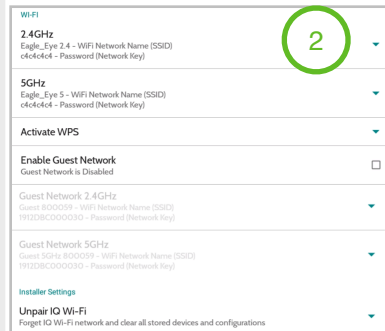 WI-FI
2.4GHz
2
Eagle_Eye 2.4 - WiFi Network Name (SSID)
c4c4c4c4 - Password (Network Key)
5GHz
Eagle_Eye 5 - WiFi Network Name (SSID)
c4c4c4c4 - Password (Network Key)
Activate WPS
Enable Guest Network
Guest Network is Disabled
Guest Network 2.4GHz
Guest 800059 - WiFi Network Name (SSID)
1912DBC000030 - Password (Network Key)
Guest Network 5GHz
Guest 5GHz 800059 - WiFi Network Name (SSID)
1912DBC000030 - Password (Network Key)
Installer Settings
Unpair IQ Wi-Fi
Forget IQ Wi-Fi network and clear all stored devices and configurations